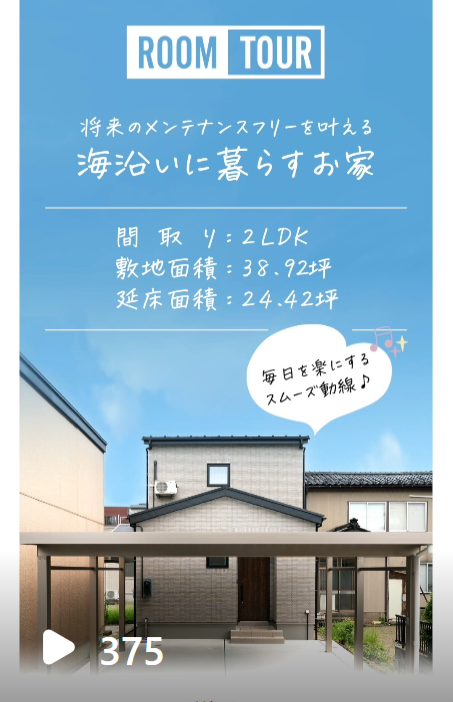 ROOM TOUR
将来のメンテナンスフリーを叶える
海沿いに暮らすお家
間取り:2LDK
敷地面積:38.92坪
延床面積:24.42坪
毎日を楽にする
スムーズ動線♪
375